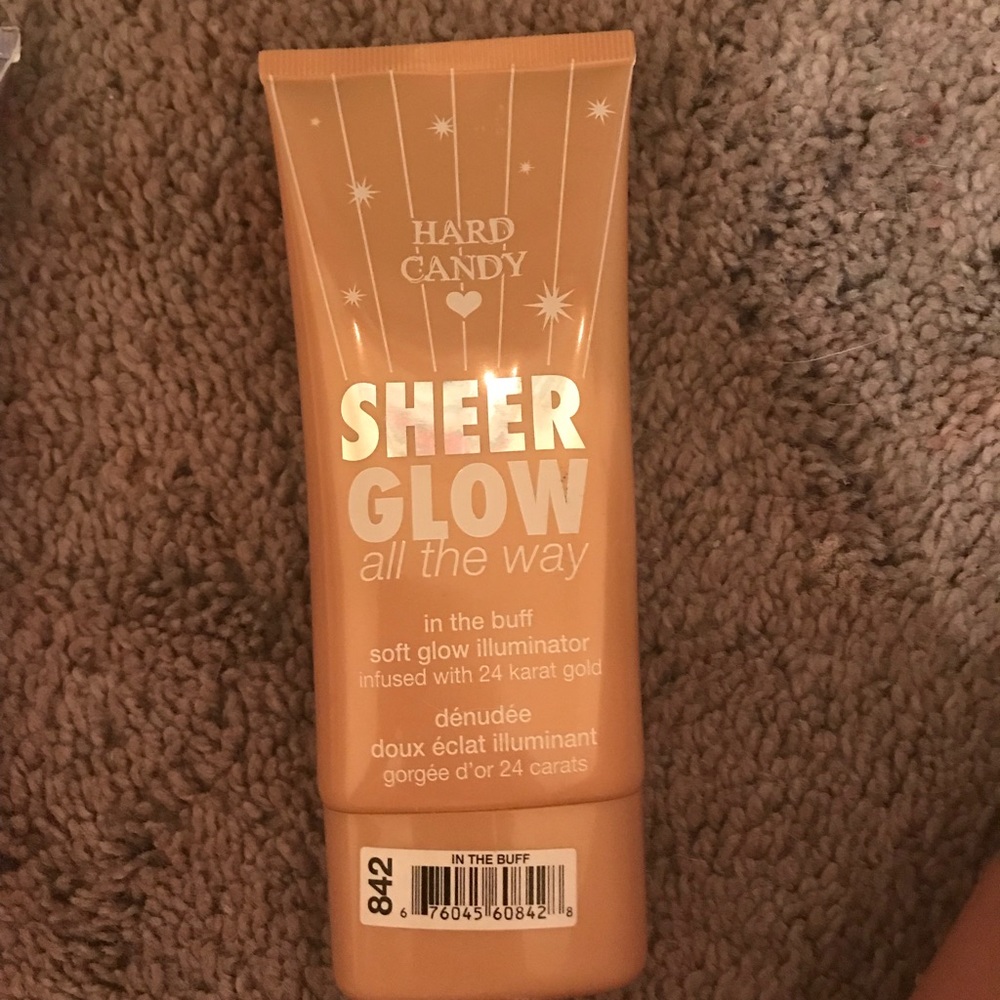 HARD
CANDY
SHEER
GLOW
all the way
in the buff
soft glow illuminator
infused with 24 karat gold
dénudée
doux éclat illuminant
gorgée d'or 24 carats
842
IN THE BUFF
6 76045 60842 8